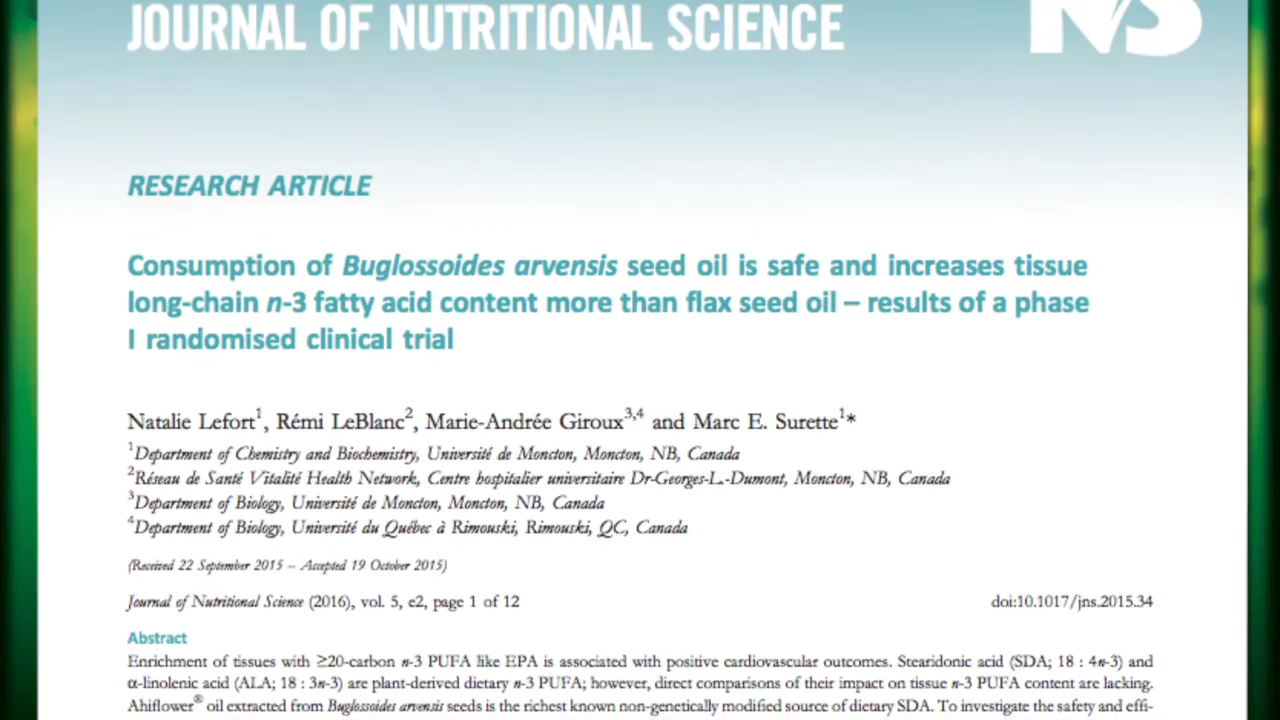 JOURNAL OF NUTRITIONAL SCIENCE
NS
RESEARCH ARTICLE
Consumption of Buglossoides arvensis seed oil is safe and increases tissue
long-chain n-3 fatty acid content more than flax seed oil – results of a phase
I randomised clinical trial
Natalie Lefort1, Rémi LeBlanc2, Marie-Andrée Giroux3,4 and Marc E. Surette1*
1Department of Chemistry and Biochemistry, Université de Moncton, Moncton, NB, Canada
2Réseau de Santé Vitalité Health Network, Centre hospitalier universitaire Dr-Georges-L.-Dumont, Moncton, NB, Canada
3Department of Biology, Université de Moncton, Moncton, NB, Canada
4Department of Biology, Université du Québec à Rimouski, Rimouski, QC, Canada
(Received 22 September 2015 – Accepted 19 October 2015)
Journal of Nutritional Science (2016), vol. 5, e2, page 1 of 12 doi:10.1017/jns.2015.34
Abstract
Enrichment of tissues with ≥20-carbon n-3 PUFA like EPA is associated with positive cardiovascular outcomes. Stearidonic acid (SDA; 18 : 4n-3) and
α-linolenic acid (ALA; 18 : 3n-3) are plant-derived dietary n-3 PUFA; however, direct comparisons of their impact on tissue n-3 PUFA content are lacking.
Ahiflower® oil extracted from Buglossoides arvensis seeds is the richest known non-genetically modified source of dietary SDA. To investigate the safety and effi-